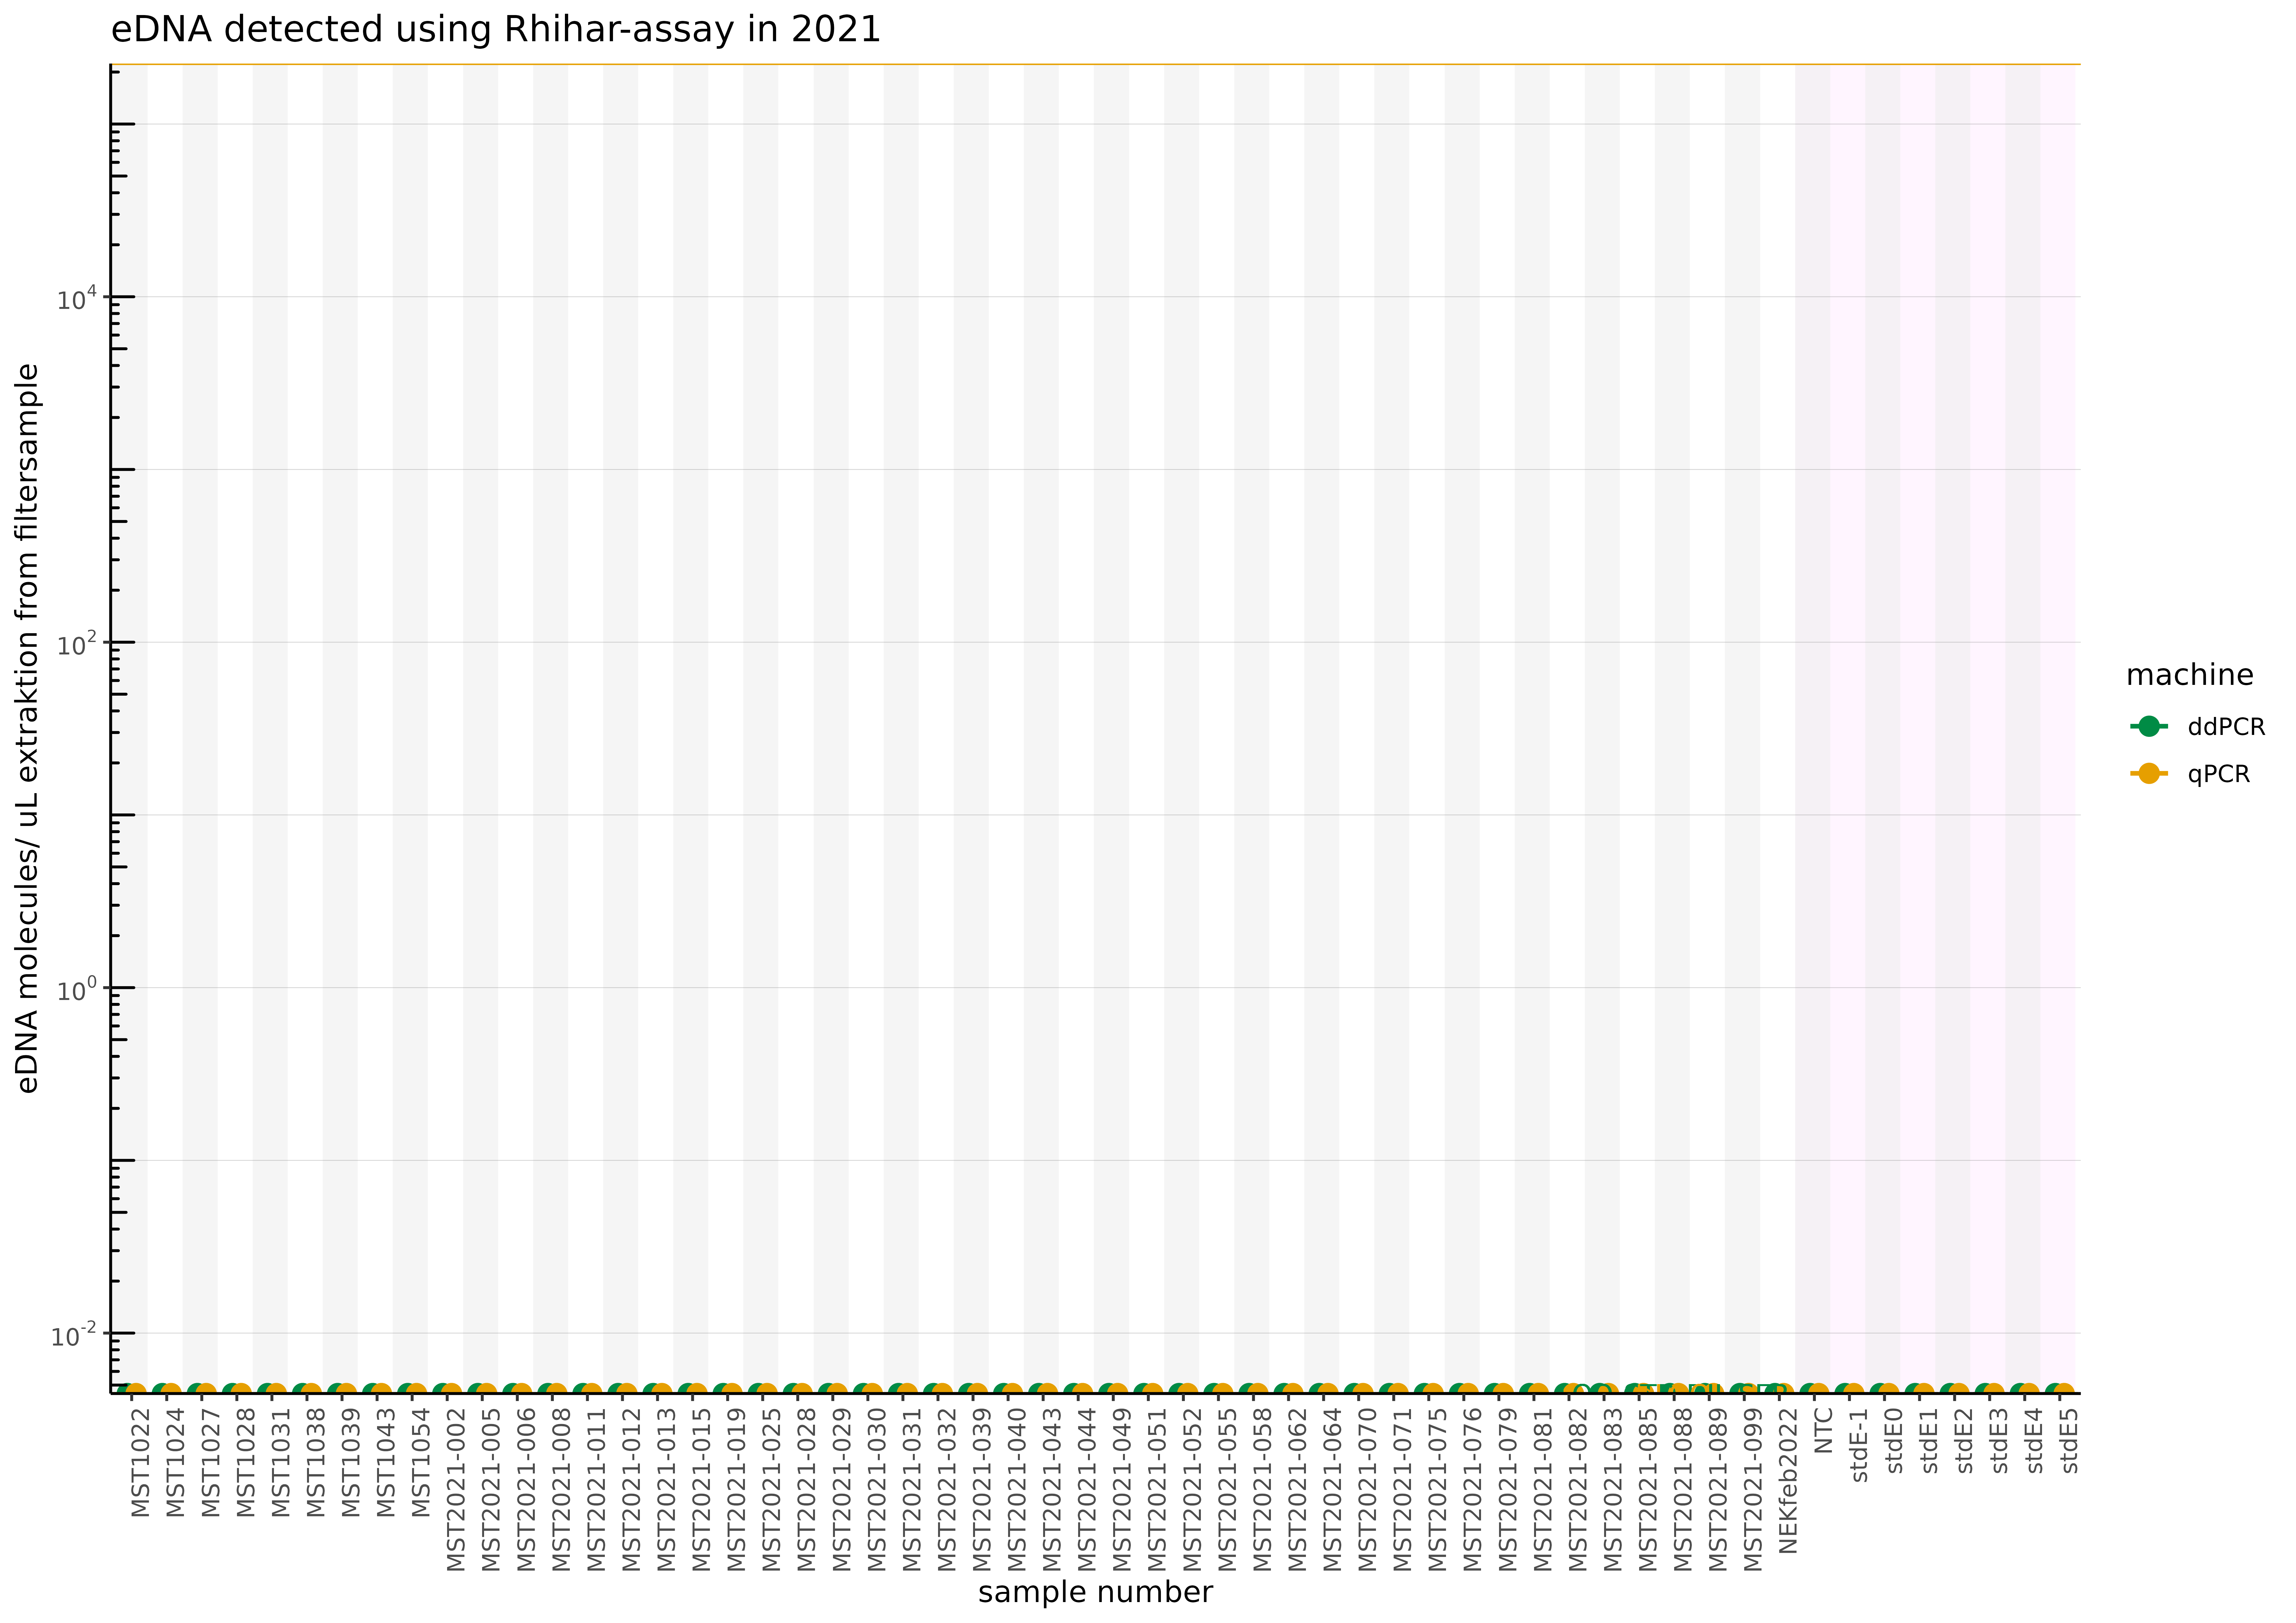 eDNA detected using Rhihar-assay in 2021
eDNA molecules/ uL extraktion from filtersample
10^4
10^2
10^0
10^-2
machine
ddPCR
qPCR
MST1022
MST1024
MST1027
MST1028
MST1031
MST1038
MST1039
MST1043
MST1054
MST2021-002
MST2021-005
MST2021-006
MST2021-008
MST2021-011
MST2021-012
MST2021-013
MST2021-015
MST2021-019
MST2021-025
MST2021-028
MST2021-029
MST2021-030
MST2021-031
MST2021-032
MST2021-039
MST2021-040
MST2021-043
MST2021-044
MST2021-049
MST2021-051
MST2021-052
MST2021-055
MST2021-058
MST2021-062
MST2021-064
MST2021-070
MST2021-071
MST2021-075
MST2021-076
MST2021-079
MST2021-081
MST2021-082
MST2021-083
MST2021-085
MST2021-088
MST2021-089
MST2021-099
NEKfeb2022
NTC
stdE-1
stdE0
stdE1
stdE2
stdE3
stdE4
stdE5
sample number